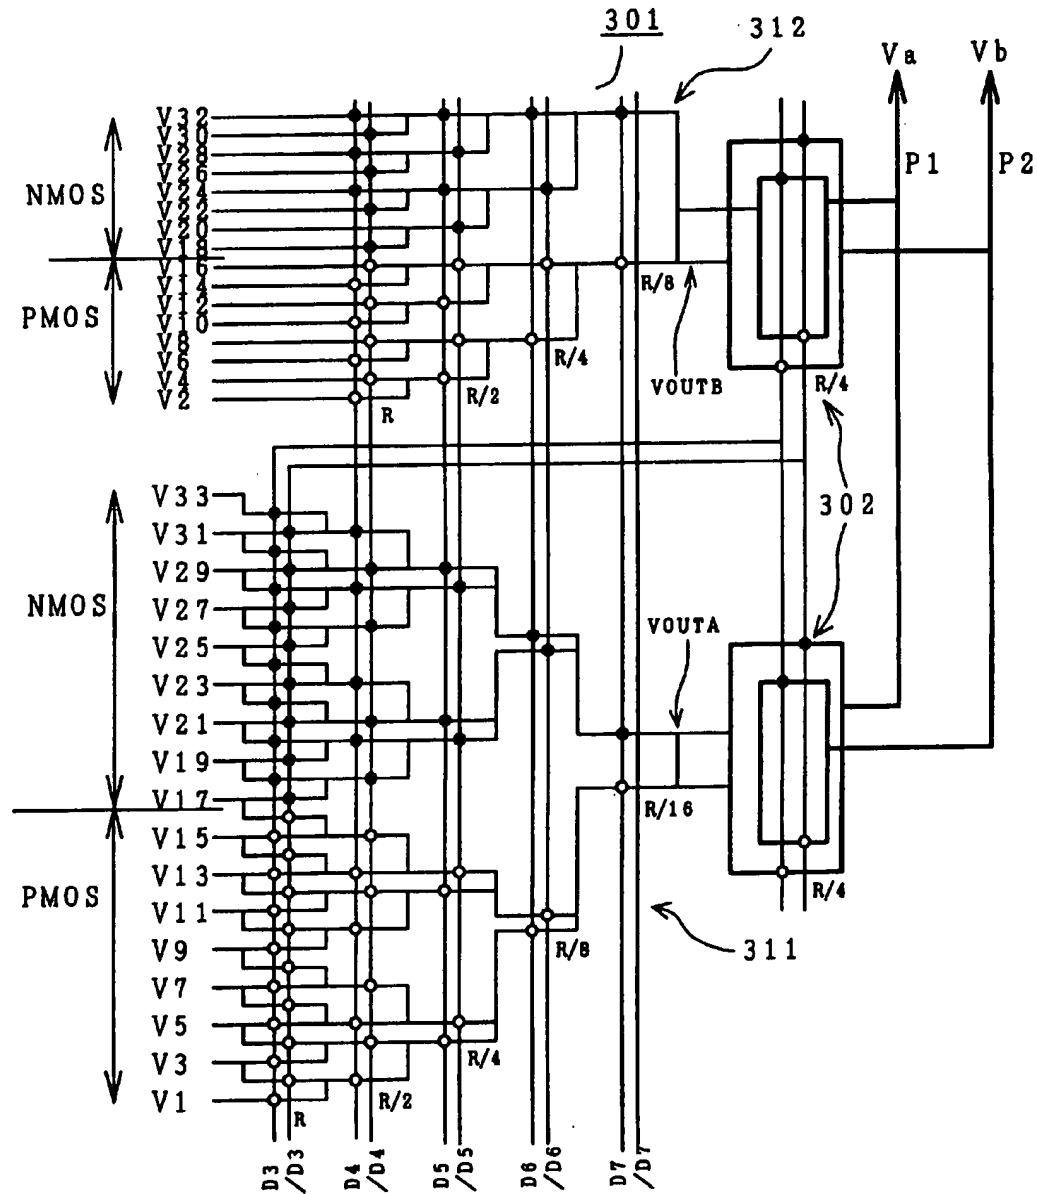 301
312
Va
Vb
V32
V30
V28
V26
V24
V22
V20
V18
V16
V14
V12
V10
V8
V6
V4
V2
NMOS
PMOS
P1
P2
R/8
R/4
R/2
R
VOUTB
R/4
302
V33
V31
V29
V27
V25
V23
V21
V19
V17
V15
V13
V11
V9
V7
V5
V3
V1
NMOS
PMOS
VOUTA
R/16
R/8
R/4
R/2
R
R/4
311
D3
/D3
D4
/D4
D5
/D5
D6
/D6
D7
/D7